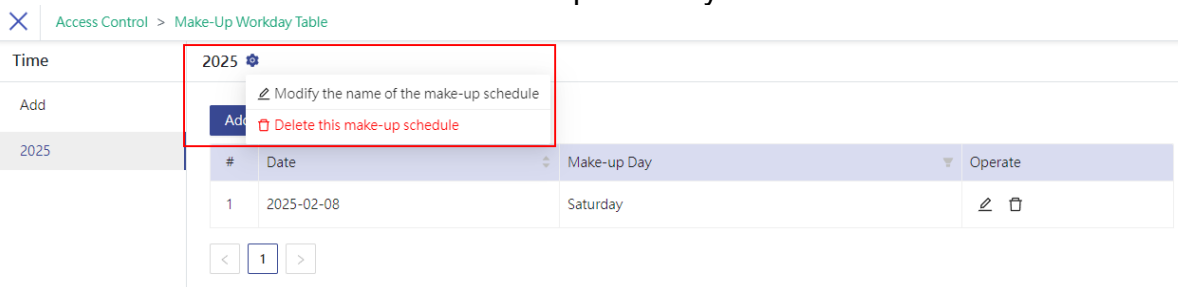 Access Control > Make-Up Workday Table
Time
2025
Add
2025
Modify the name of the make-up schedule
Delete this make-up schedule
# Date Make-up Day Operate
1 2025-02-08 Saturday
< 1 >